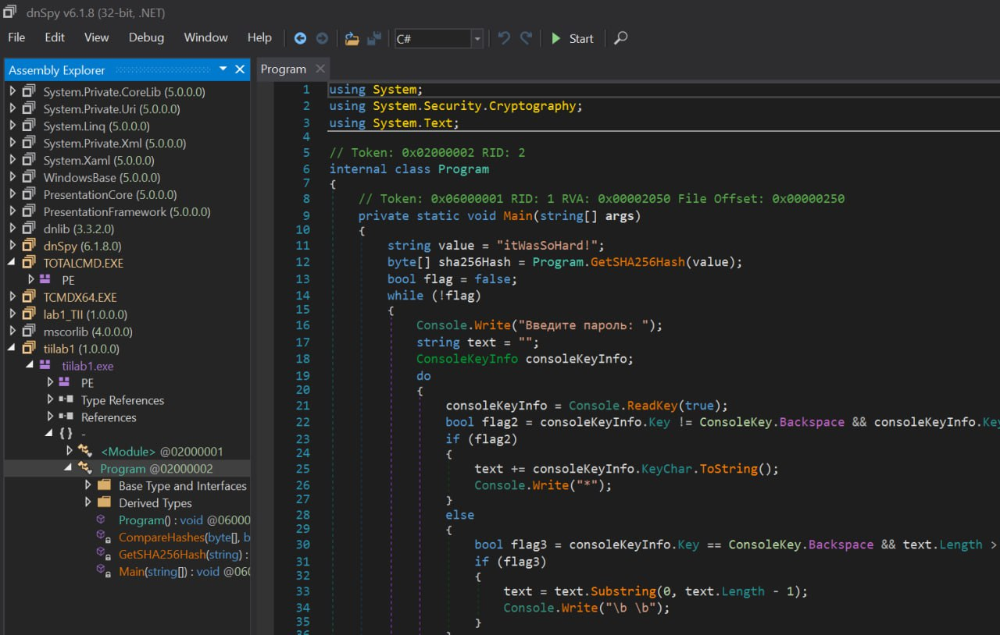 dnSpy v6.1.8 (32-bit, .NET)
File Edit View Debug Window Help C# Start
Assembly Explorer
System.Private.CoreLib (5.0.0.0)
System.Private.Uri (5.0.0.0)
System.Linq (5.0.0.0)
System.Private.Xml (5.0.0.0)
System.Xaml (5.0.0.0)
WindowsBase (5.0.0.0)
PresentationCore (5.0.0.0)
PresentationFramework (5.0.0.0)
dnlib (3.3.2.0)
dnSpy (6.1.8.0)
TOTALCMD.EXE
PE
TCMDX64.EXE
lab1_TII (1.0.0.0)
mscorlib (4.0.0.0)
tiilab1 (1.0.0.0)
tiilab1.exe
PE
Type References
References
{ } -
<Module> @02000001
Program @02000002
Base Type and Interfaces
Derived Types
Program() : void @06000
CompareHashes(byte[], b
GetSHA256Hash(string) :
Main(string[]) : void @060
Program
1 using System;
2 using System.Security.Cryptography;
3 using System.Text;
4
5 // Token: 0x02000002 RID: 2
6 internal class Program
7 {
8 // Token: 0x06000001 RID: 1 RVA: 0x00002050 File Offset: 0x00000250
9 private static void Main(string[] args)
10 {
11 string value = "itWasSoHard!";
12 byte[] sha256Hash = Program.GetSHA256Hash(value);
13 bool flag = false;
14 while (!flag)
15 {
16 Console.Write("Введите пароль: ");
17 string text = "";
18 ConsoleKeyInfo consoleKeyInfo;
19 do
20 {
21 consoleKeyInfo = Console.ReadKey(true);
22 bool flag2 = consoleKeyInfo.Key != ConsoleKey.Backspace && consoleKeyInfo.Key
23 if (flag2)
24 {
25 text += consoleKeyInfo.KeyChar.ToString();
26 Console.Write("*");
27 }
28 else
29 {
30 bool flag3 = consoleKeyInfo.Key == ConsoleKey.Backspace && text.Length >
31 if (flag3)
32 {
33 text = text.Substring(0, text.Length - 1);
34 Console.Write("\b \b");
35 }
36 }